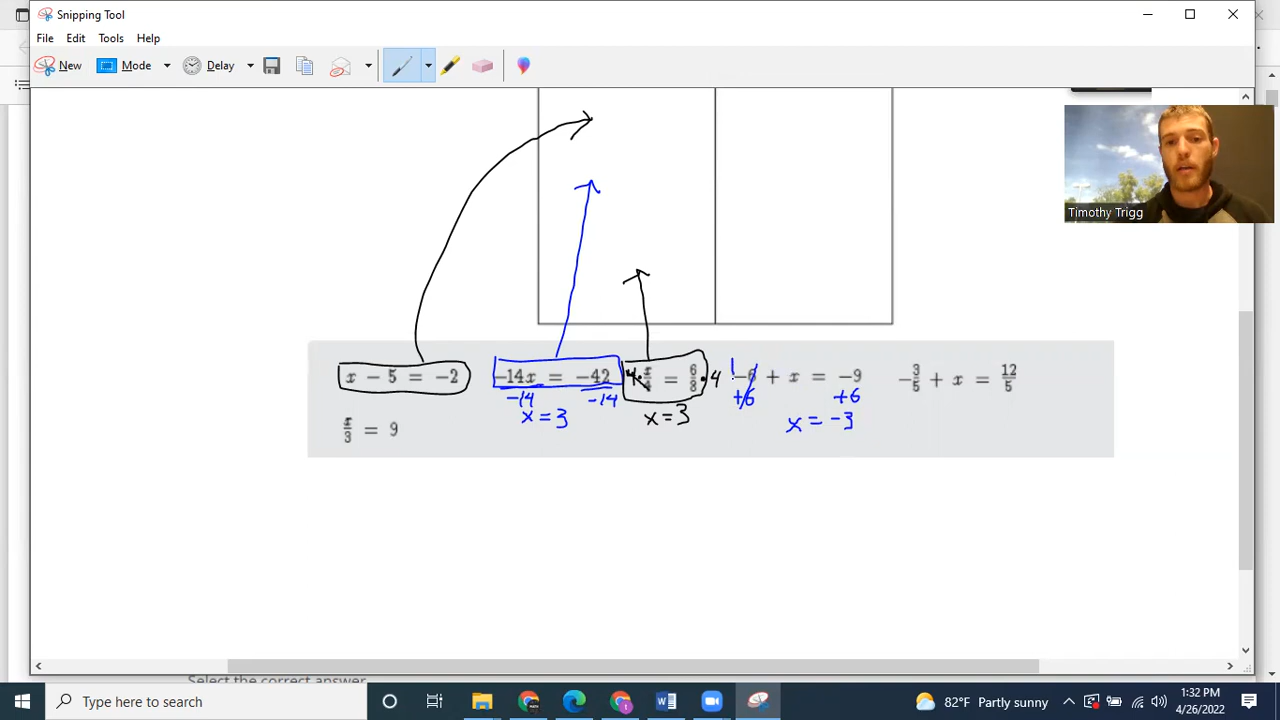 Snipping Tool
File Edit Tools Help
New Mode Delay
Timothy Trigg
x − 5 = −2 −14x = −42 4· x/4 = 6/8 · 4 −6 + x = −9 −3/5 + x = 12/5
−14 −14 +6 +6
x = 3 x = 3 x = −3
x/3 = 9
Select the correct answer
Type here to search
82°F Partly sunny
1:32 PM
4/26/2022